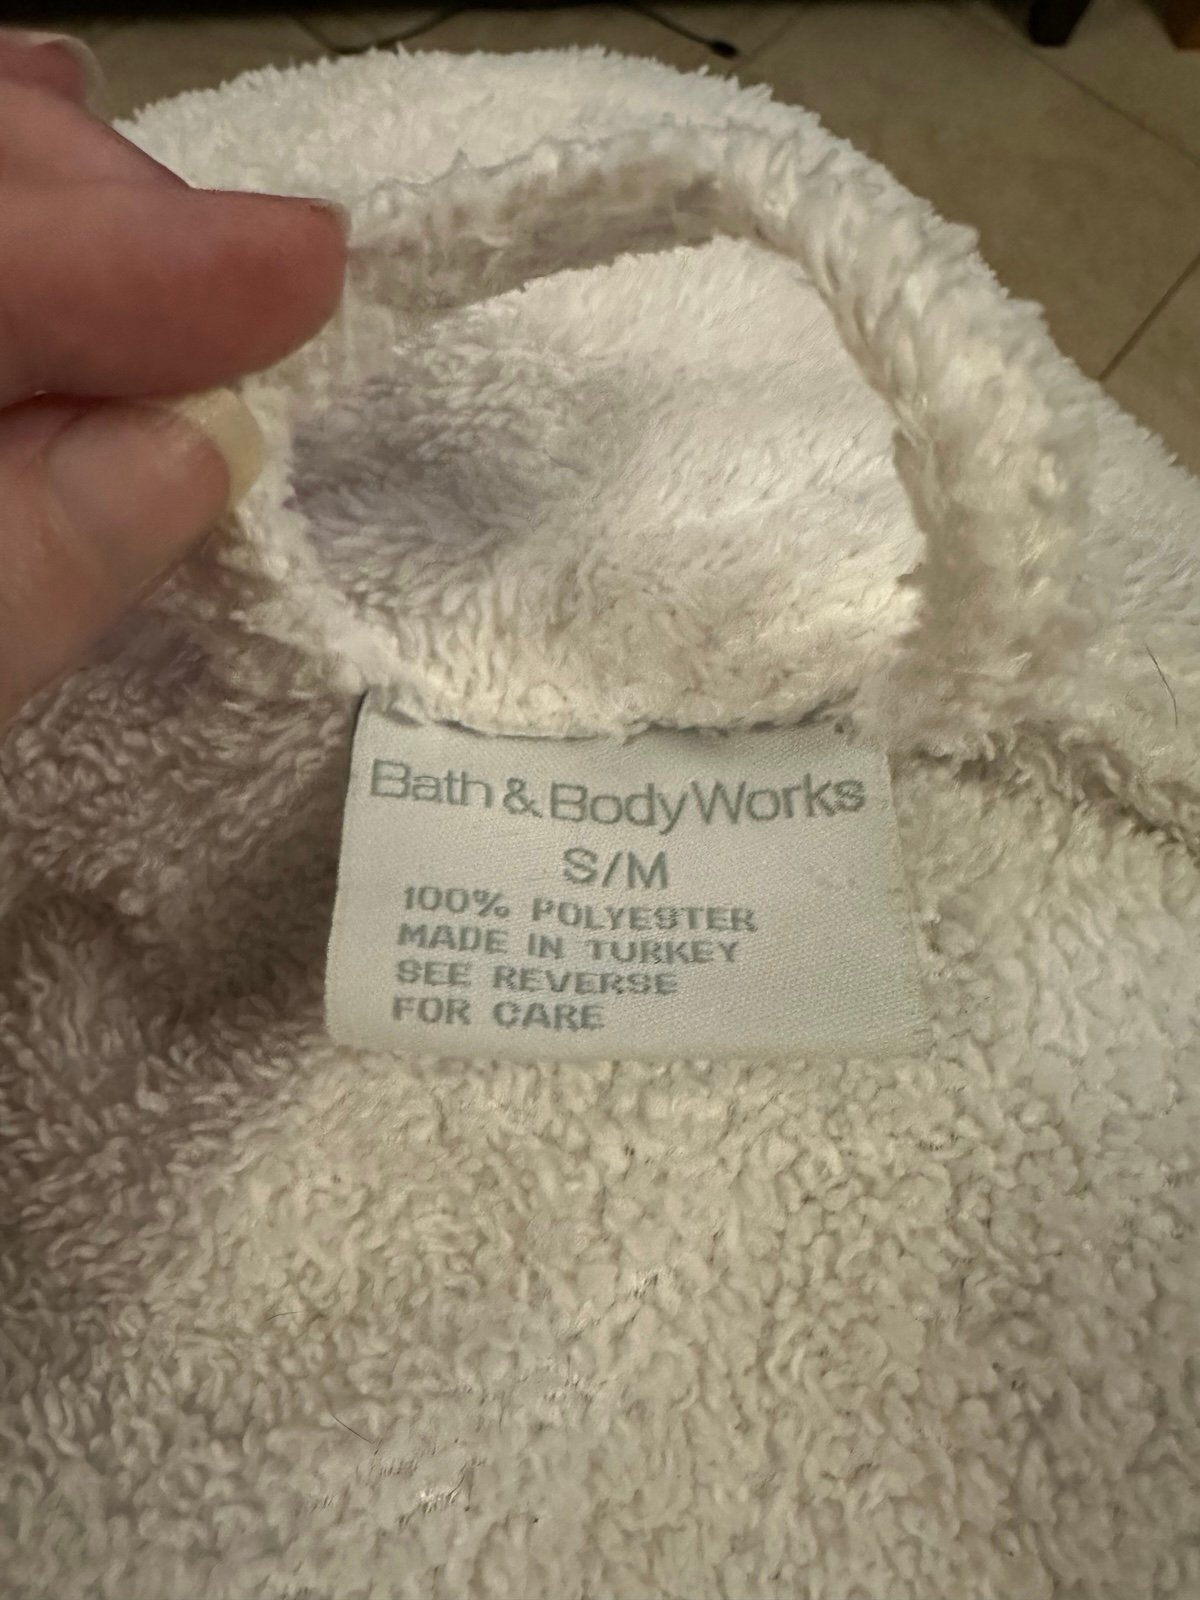 Bath & Body Works
S/M
100% POLYESTER
MADE IN TURKEY
SEE REVERSE
FOR CARE